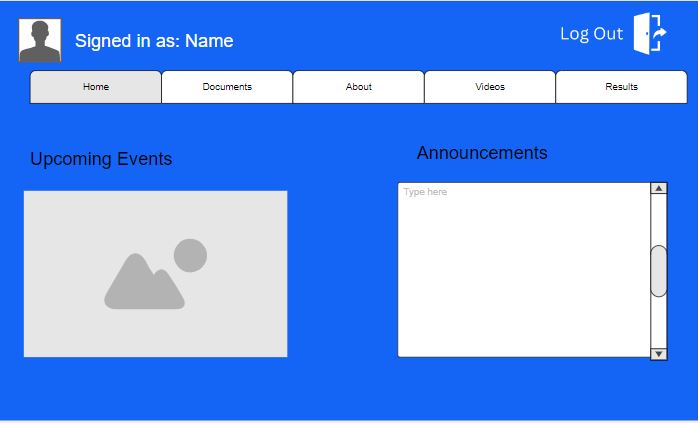 Signed in as: Name
Log Out
Home
Documents
About
Videos
Results
Upcoming Events
Announcements
Type here